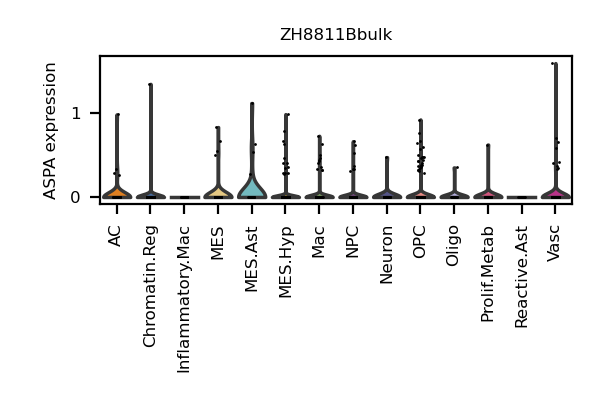 ZH8811Bbulk
ASPA expression
1
0
AC
Chromatin.Reg
Inflammatory.Mac
MES
MES.Ast
MES.Hyp
Mac
NPC
Neuron
OPC
Oligo
Prolif.Metab
Reactive.Ast
Vasc